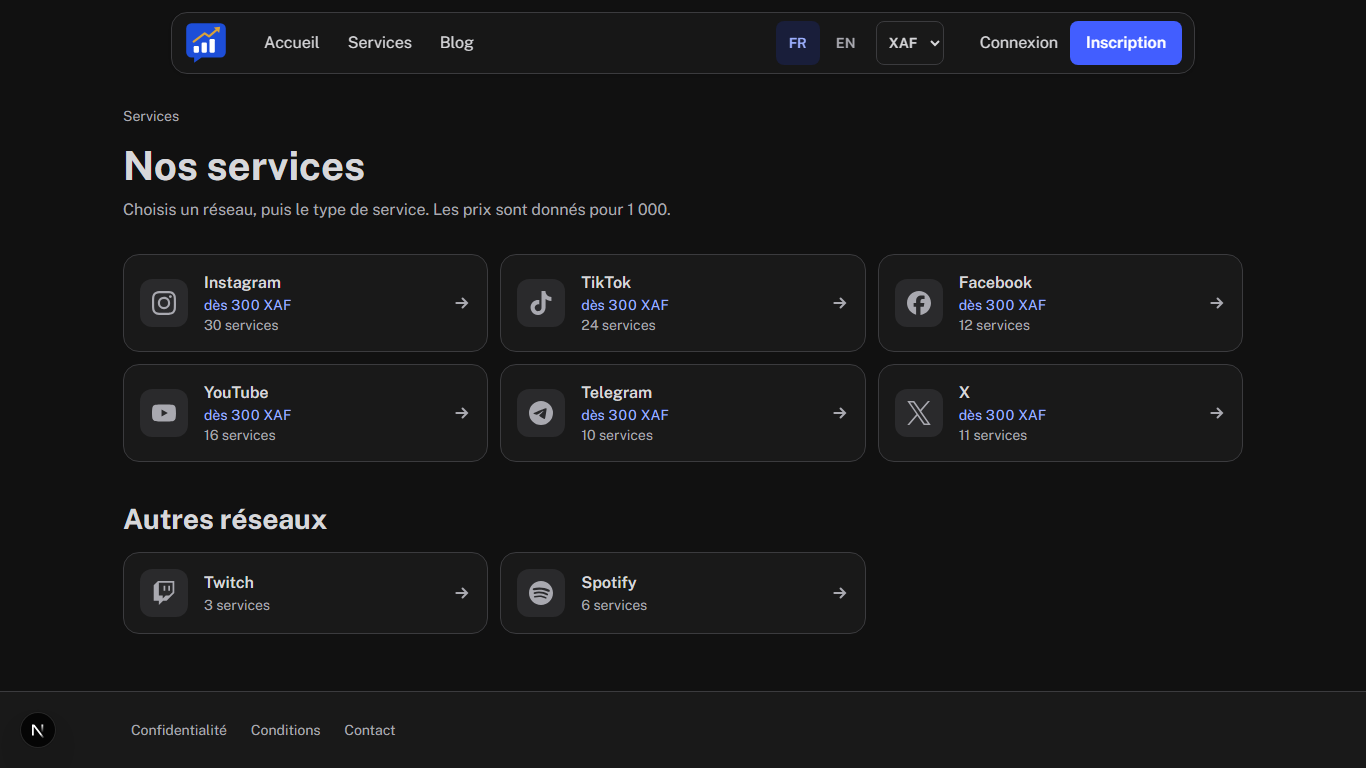 Accueil Services Blog FR EN XAF Connexion Inscription
Services
Nos services
Choisis un réseau, puis le type de service. Les prix sont donnés pour 1 000.
Instagram
dès 300 XAF
30 services
TikTok
dès 300 XAF
24 services
Facebook
dès 300 XAF
12 services
YouTube
dès 300 XAF
16 services
Telegram
dès 300 XAF
10 services
X
dès 300 XAF
11 services
Autres réseaux
Twitch
3 services
Spotify
6 services
N
Confidentialité Conditions Contact